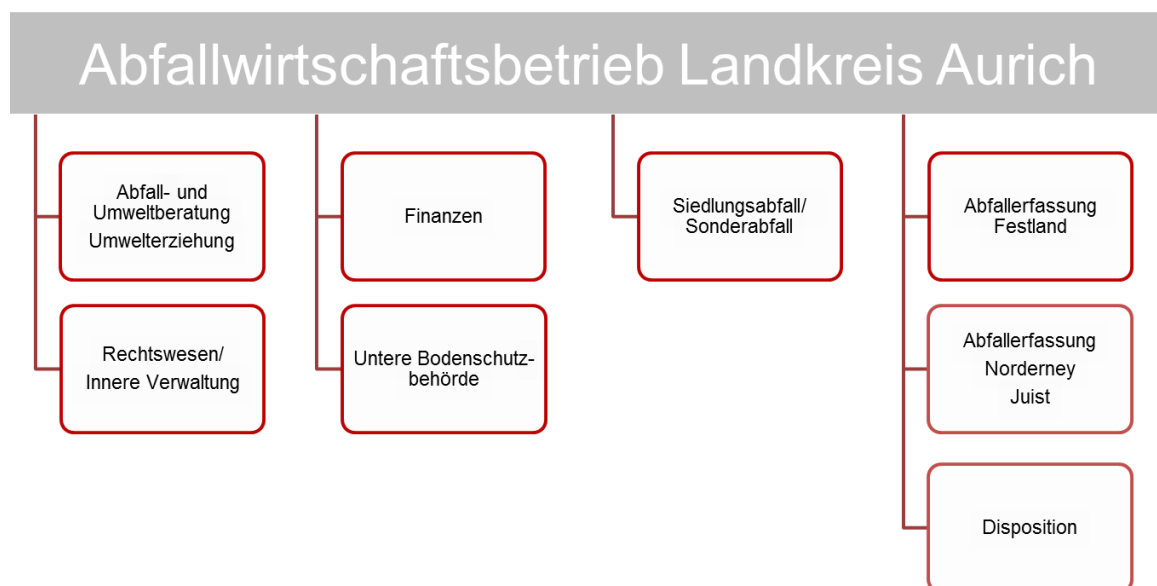 Abfallwirtschaftsbetrieb Landkreis Aurich
Abfall- und
Umweltberatung
Umwelterziehung
Rechtswesen/
Innere Verwaltung
Finanzen
Untere Bodenschutz-
behörde
Siedlungsabfall/
Sonderabfall
Abfallerfassung
Festland
Abfallerfassung
Norderney
Juist
Disposition